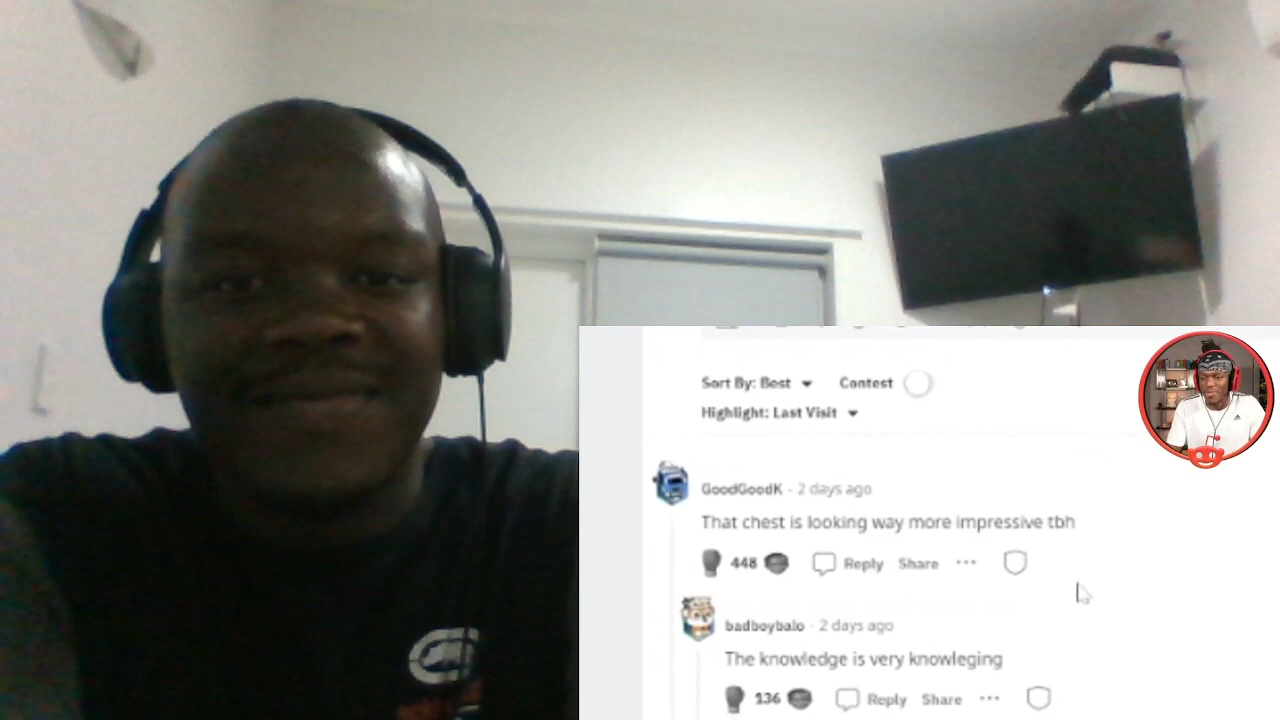 Sort By: Best
Contest
Highlight: Last Visit
GoodGoodK · 2 days ago
That chest is looking way more impressive tbh
448 Reply Share ···
badboybalo · 2 days ago
The knowledge is very knowleging
136 Reply Share ···